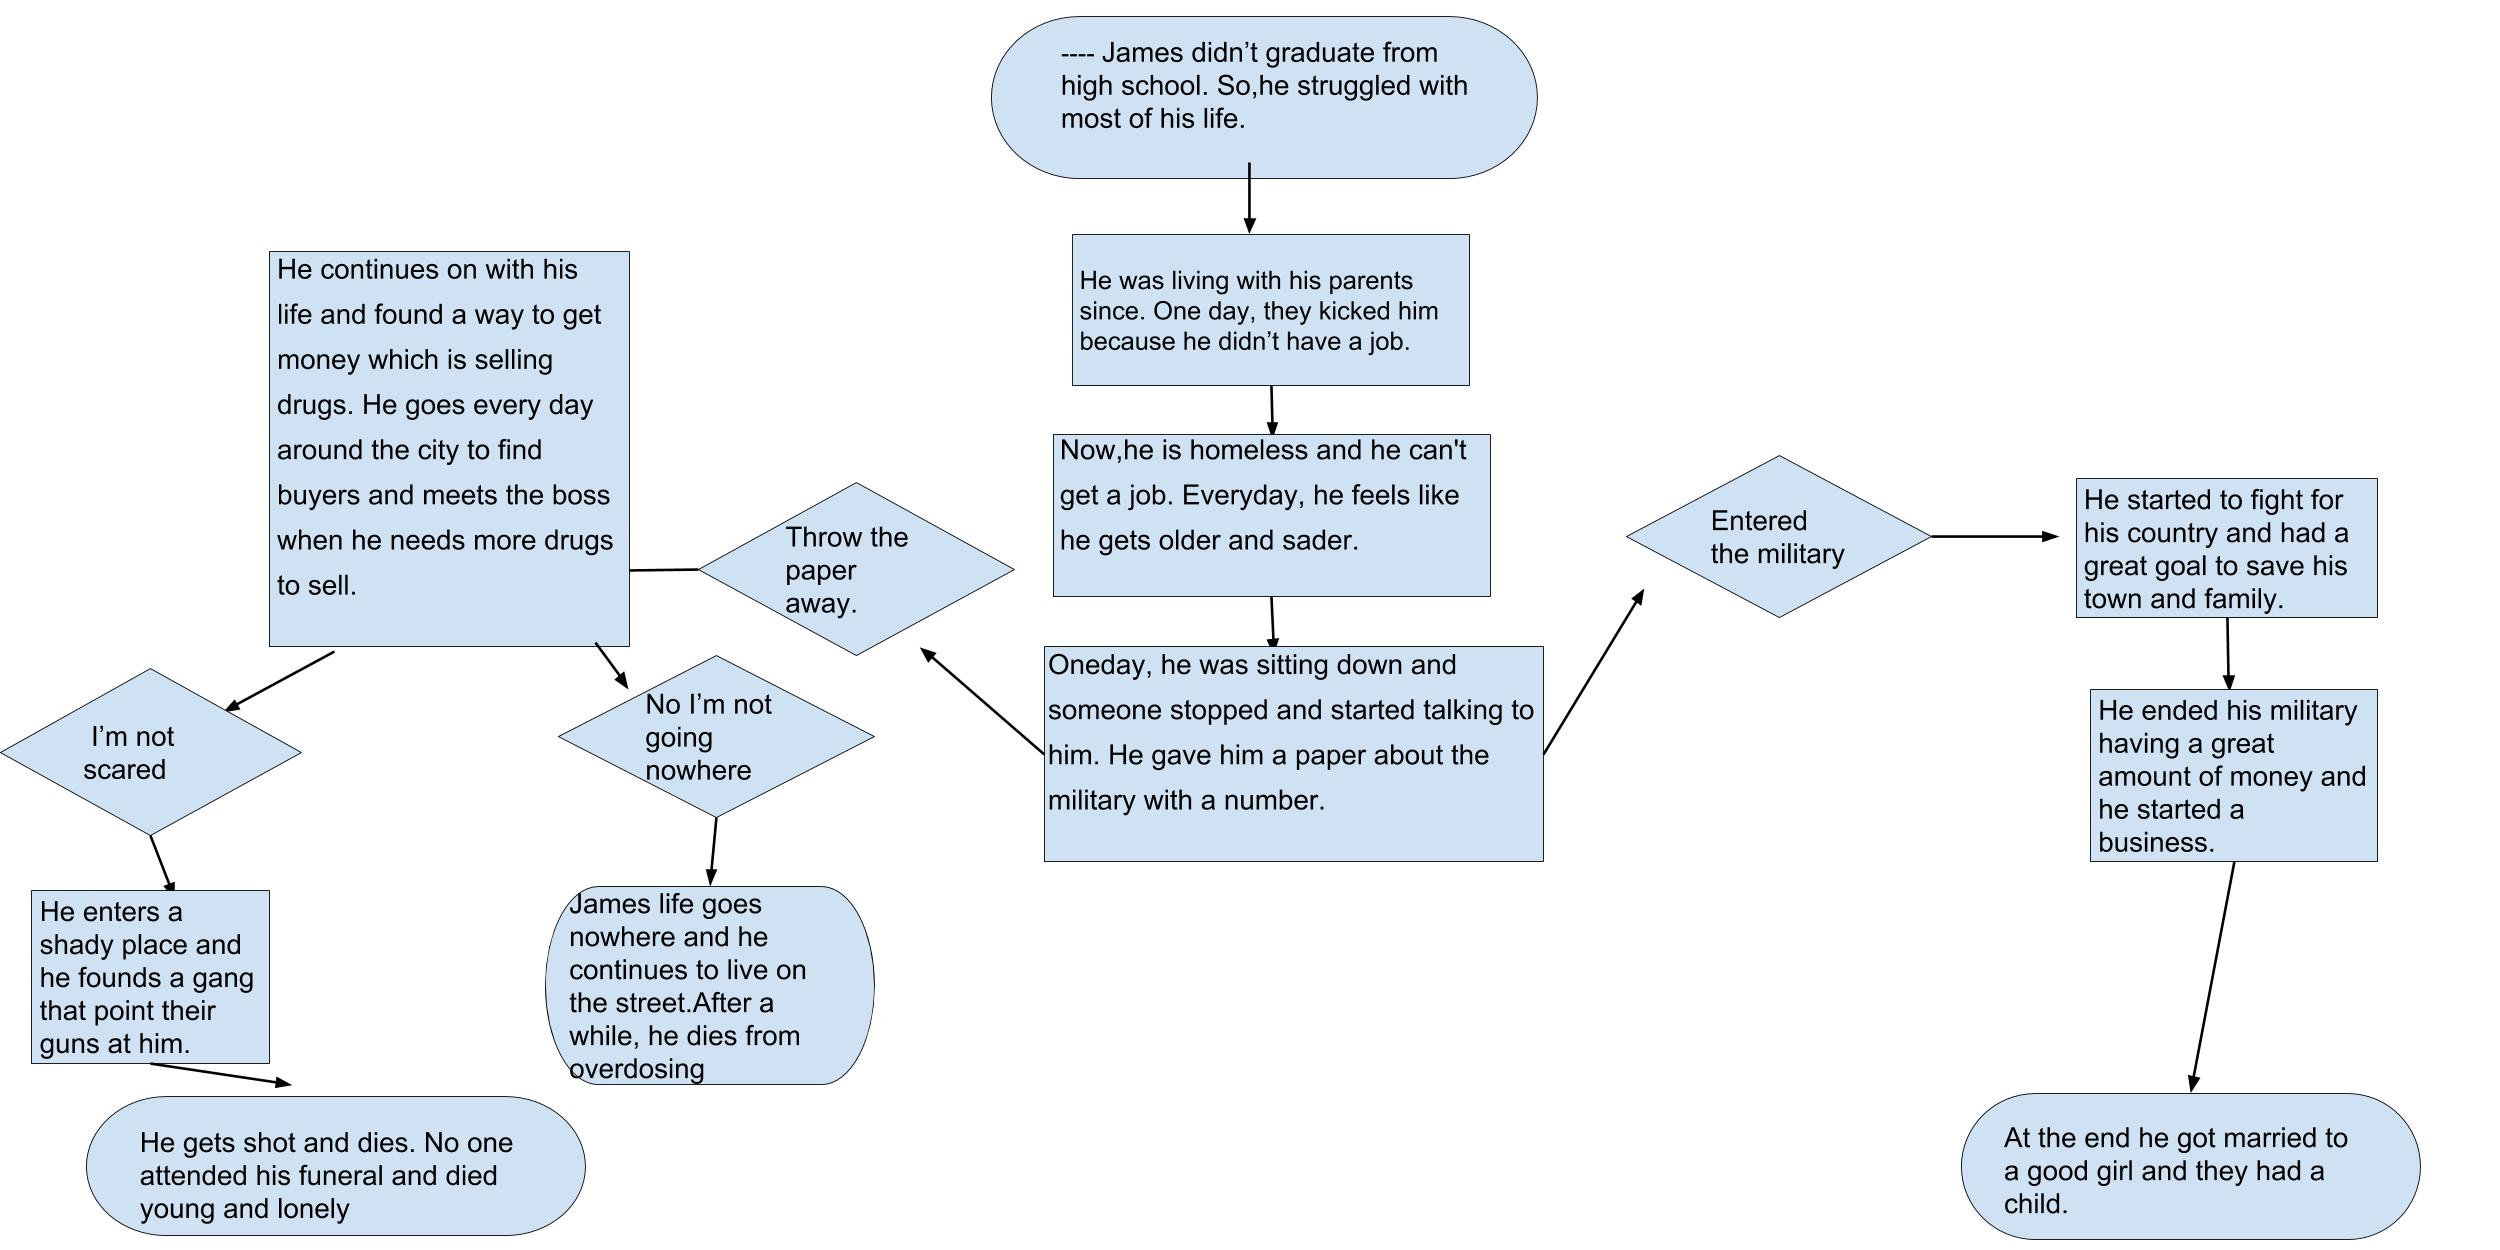 ---- James didn’t graduate from
high school. So,he struggled with
most of his life.
He was living with his parents
since. One day, they kicked him
because he didn’t have a job.
Now,he is homeless and he can't
get a job. Everyday, he feels like
he gets older and sader.
Oneday, he was sitting down and
someone stopped and started talking to
him. He gave him a paper about the
military with a number.
Throw the
paper
away.
He continues on with his
life and found a way to get
money which is selling
drugs. He goes every day
around the city to find
buyers and meets the boss
when he needs more drugs
to sell.
I’m not
scared
He enters a
shady place and
he founds a gang
that point their
guns at him.
He gets shot and dies. No one
attended his funeral and died
young and lonely
No I’m not
going
nowhere
James life goes
nowhere and he
continues to live on
the street.After a
while, he dies from
overdosing
Entered
the military
He started to fight for
his country and had a
great goal to save his
town and family.
He ended his military
having a great
amount of money and
he started a
business.
At the end he got married to
a good girl and they had a
child.